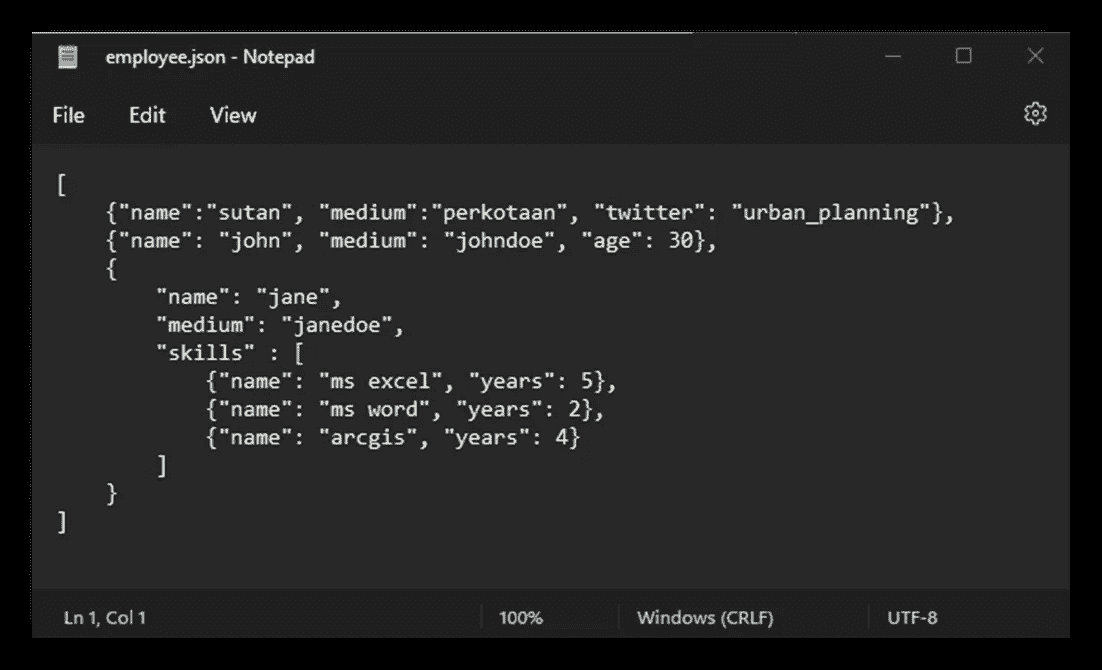 employee.json - Notepad
File Edit View
[
    {"name":"sutan", "medium":"perkotaan", "twitter": "urban_planning"},
    {"name": "john", "medium": "johndoe", "age": 30},
    {
        "name": "jane",
        "medium": "janedoe",
        "skills" : [
            {"name": "ms excel", "years": 5},
            {"name": "ms word", "years": 2},
            {"name": "arcgis", "years": 4}
        ]
    }
]
Ln 1, Col 1 100% Windows (CRLF) UTF-8